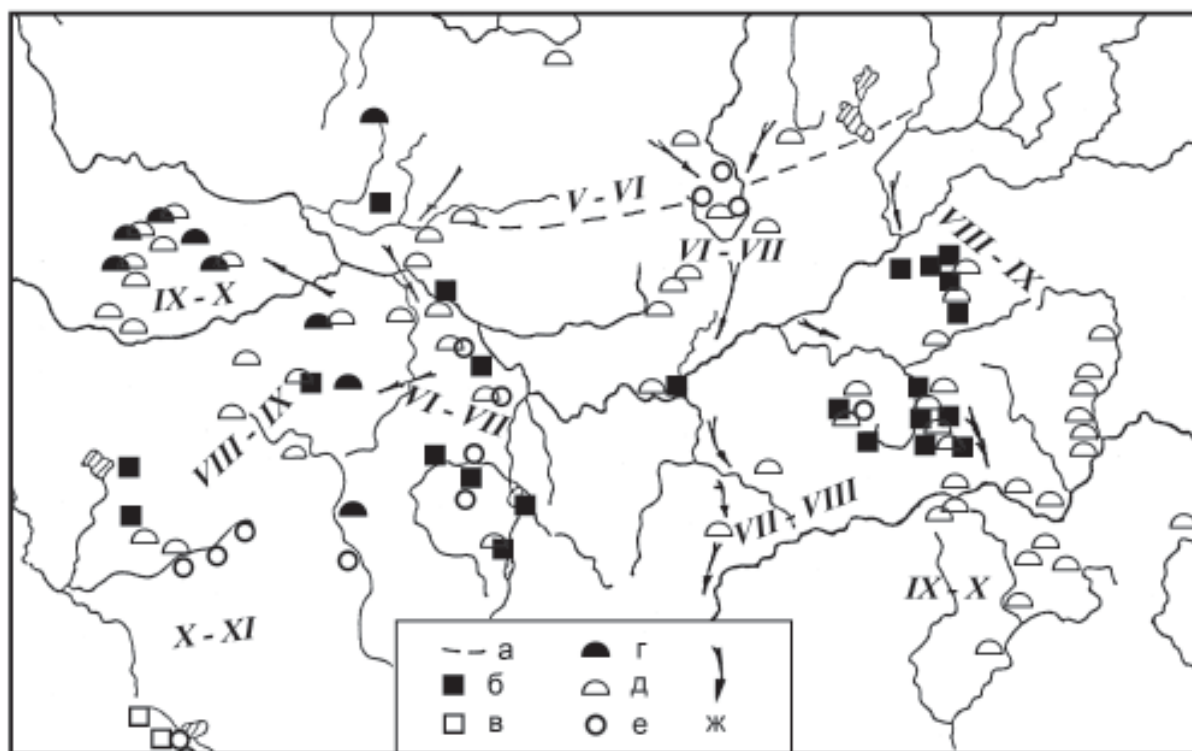 V - VI
VI - VII
VIII - IX
IX - X
VI - VII
VIII - IX
VII - VIII
IX - X
X - XI
а
г
б
д
в
е
ж